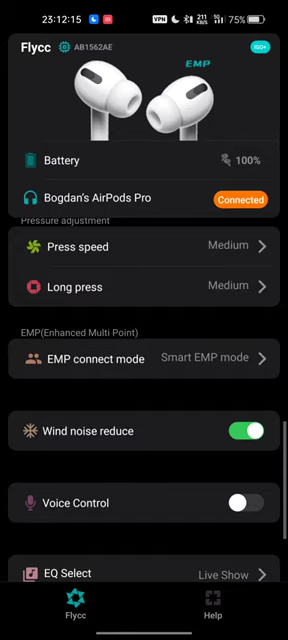 23:12:15 VPN 211 KB/S 5G 75%
Flycc AB1562AE IGO+
EMP
Battery 100%
Bogdan's AirPods Pro Connected
Pressure adjustment
Press speed Medium
Long press Medium
EMP(Enhanced Multi Point)
EMP connect mode Smart EMP mode
Wind noise reduce
Voice Control
EQ Select Live Show
Flycc Help